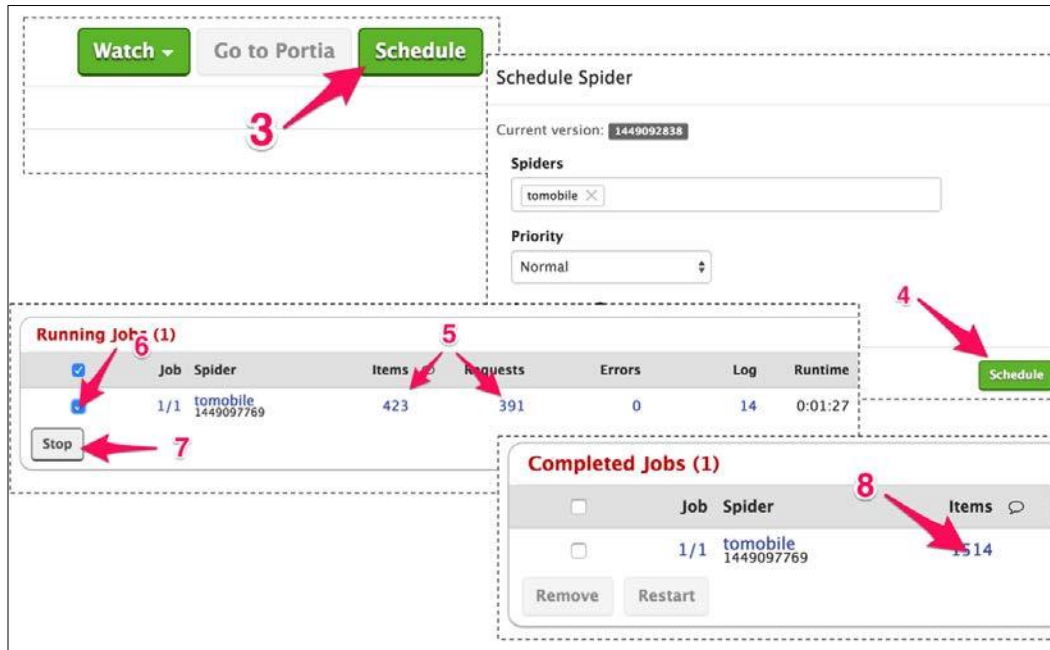 Watch Go to Portia Schedule
3
Schedule Spider
Current version: 1449092838
Spiders
tomobile
Priority
Normal
4
Schedule
Running Jobs (1)
6
5
Job Spider Items Requests Errors Log Runtime
1/1 tomobile 423 391 0 14 0:01:27
1449097769
Stop
7
Completed Jobs (1)
8
Job Spider Items
1/1 tomobile 1514
1449097769
Remove Restart